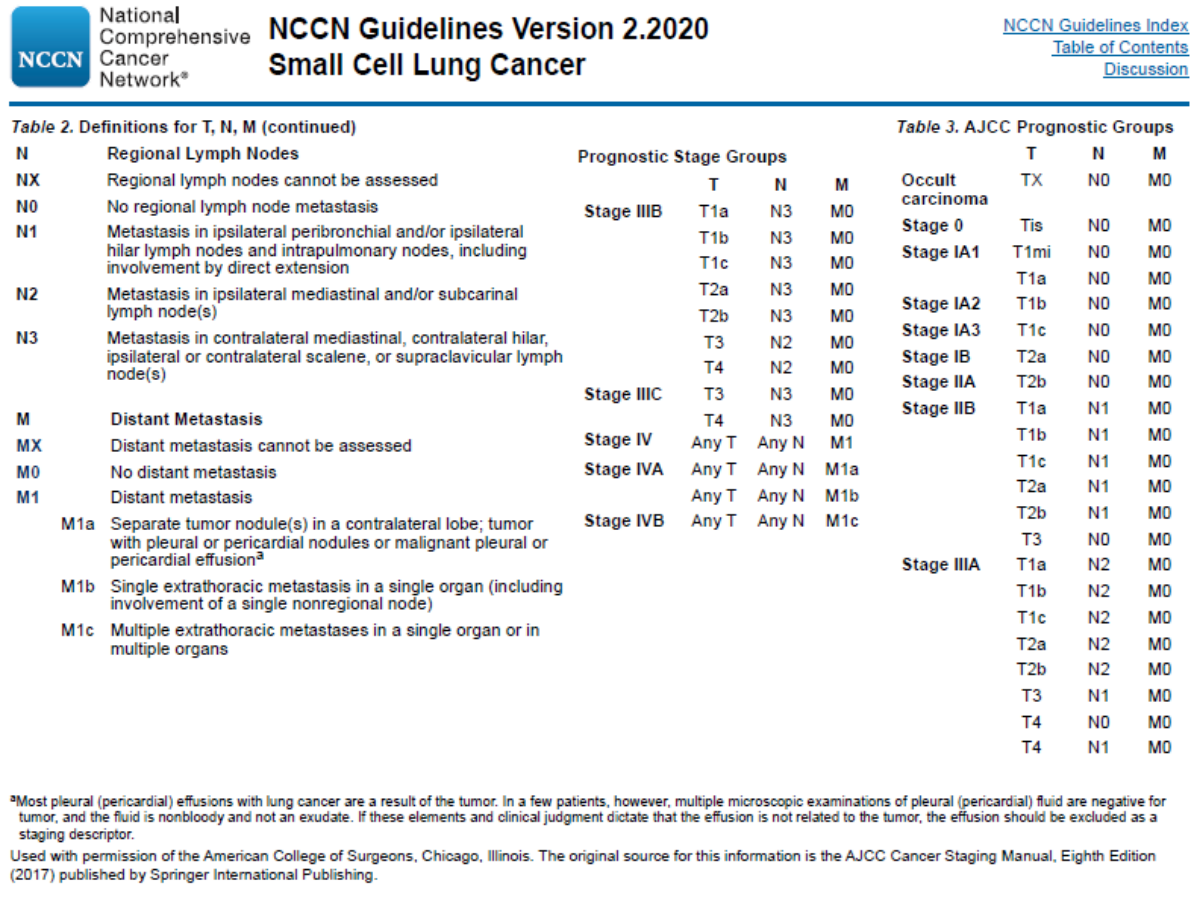 National
Comprehensive
Cancer
Network®
NCCN
NCCN Guidelines Version 2.2020
Small Cell Lung Cancer
NCCN Guidelines Index
Table of Contents
Discussion
Table 2. Definitions for T, N, M (continued)
N Regional Lymph Nodes
NX Regional lymph nodes cannot be assessed
N0 No regional lymph node metastasis
N1 Metastasis in ipsilateral peribronchial and/or ipsilateral
hilar lymph nodes and intrapulmonary nodes, including
involvement by direct extension
N2 Metastasis in ipsilateral mediastinal and/or subcarinal
lymph node(s)
N3 Metastasis in contralateral mediastinal, contralateral hilar,
ipsilateral or contralateral scalene, or supraclavicular lymph
node(s)
M Distant Metastasis
MX Distant metastasis cannot be assessed
M0 No distant metastasis
M1 Distant metastasis
M1a Separate tumor nodule(s) in a contralateral lobe; tumor
with pleural or pericardial nodules or malignant pleural or
pericardial effusionª
M1b Single extrathoracic metastasis in a single organ (including
involvement of a single nonregional node)
M1c Multiple extrathoracic metastases in a single organ or in
multiple organs
Prognostic Stage Groups
T N M
Stage IIIB T1a N3 M0
T1b N3 M0
T1c N3 M0
T2a N3 M0
T2b N3 M0
T3 N2 M0
T4 N2 M0
Stage IIIC T3 N3 M0
T4 N3 M0
Stage IV Any T Any N M1
Stage IVA Any T Any N M1a
Any T Any N M1b
Stage IVB Any T Any N M1c
Table 3. AJCC Prognostic Groups
T N M
Occult TX N0 M0
carcinoma
Stage 0 Tis N0 M0
Stage IA1 T1mi N0 M0
T1a N0 M0
Stage IA2 T1b N0 M0
Stage IA3 T1c N0 M0
Stage IB T2a N0 M0
Stage IIA T2b N0 M0
Stage IIB T1a N1 M0
T1b N1 M0
T1c N1 M0
T2a N1 M0
T2b N1 M0
T3 N0 M0
Stage IIIA T1a N2 M0
T1b N2 M0
T1c N2 M0
T2a N2 M0
T2b N2 M0
T3 N1 M0
T4 N0 M0
T4 N1 M0
ªMost pleural (pericardial) effusions with lung cancer are a result of the tumor. In a few patients, however, multiple microscopic examinations of pleural (pericardial) fluid are negative for
tumor, and the fluid is nonbloody and not an exudate. If these elements and clinical judgment dictate that the effusion is not related to the tumor, the effusion should be excluded as a
staging descriptor.
Used with permission of the American College of Surgeons, Chicago, Illinois. The original source for this information is the AJCC Cancer Staging Manual, Eighth Edition
(2017) published by Springer International Publishing.